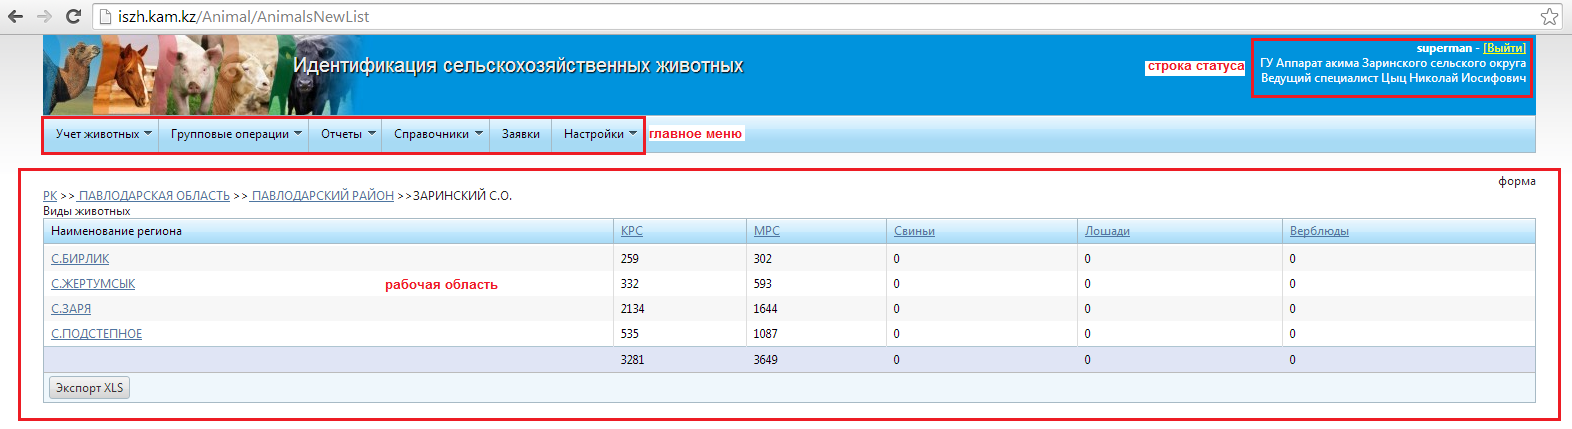 iszh.kam.kz/Animal/AnimalsNewList
superman - [Выйти]
Идентификация сельскохозяйственных животных
строка статуса
ГУ Аппарат акима Заринского сельского округа
Ведущий специалист Цыц Николай Иосифович
Учет животных Групповые операции Отчеты Справочники Заявки Настройки
главное меню
форма
РК >> ПАВЛОДАРСКАЯ ОБЛАСТЬ >> ПАВЛОДАРСКИЙ РАЙОН >>ЗАРИНСКИЙ С.О.
Виды животных
Наименование региона КРС МРС Свиньи Лошади Верблюды
С.БИРЛИК 259 302 0 0 0
С.ЖЕРТУМСЫК 332 593 0 0 0
рабочая область
С.ЗАРЯ 2134 1644 0 0 0
С.ПОДСТЕПНОЕ 535 1087 0 0 0
3281 3649 0 0 0
Экспорт XLS